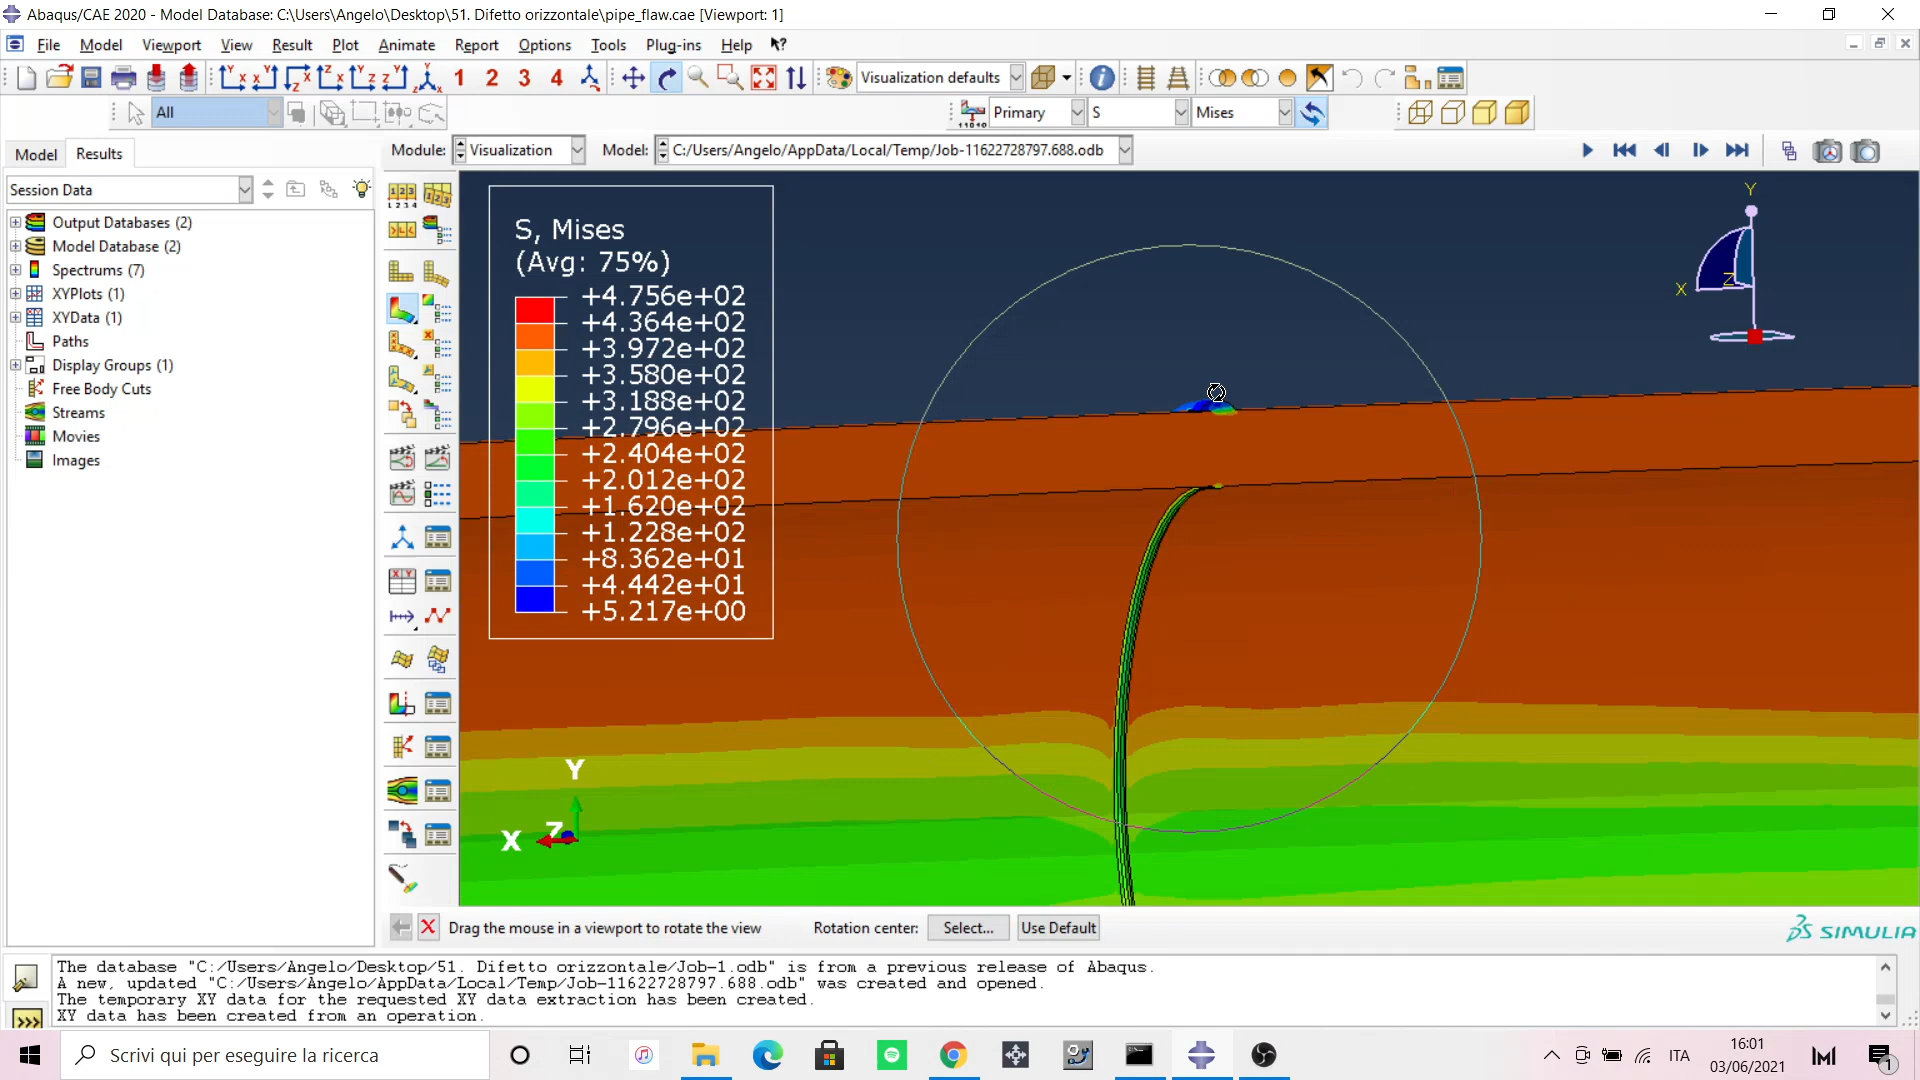 Abaqus/CAE 2020 - Model Database: C:\Users\Angelo\Desktop\51. Difetto orizzontale\pipe_flaw.cae [Viewport: 1]
File Model Viewport View Result Plot Animate Report Options Tools Plug-ins Help
1 2 3 4 Visualization defaults
All Primary S Mises
Model Results Module: Visualization Model: C:/Users/Angelo/AppData/Local/Temp/Job-11622728797.688.odb
Session Data
Output Databases (2)
Model Database (2)
Spectrums (7)
XYPlots (1)
XYData (1)
Paths
Display Groups (1)
Free Body Cuts
Streams
Movies
Images
S, Mises
(Avg: 75%)
+4.756e+02
+4.364e+02
+3.972e+02
+3.580e+02
+3.188e+02
+2.796e+02
+2.404e+02
+2.012e+02
+1.620e+02
+1.228e+02
+8.362e+01
+4.442e+01
+5.217e+00
Y
X
Z
Y
X
Z
Drag the mouse in a viewport to rotate the view Rotation center: Select... Use Default
SIMULIA
The database "C:/Users/Angelo/Desktop/51. Difetto orizzontale/Job-1.odb" is from a previous release of Abaqus.
A new, updated "C:/Users/Angelo/AppData/Local/Temp/Job-11622728797.688.odb" was created and opened.
The temporary XY data for the requested XY data extraction has been created.
XY data has been created from an operation.
Scrivi qui per eseguire la ricerca
ITA
16:01
03/06/2021
1